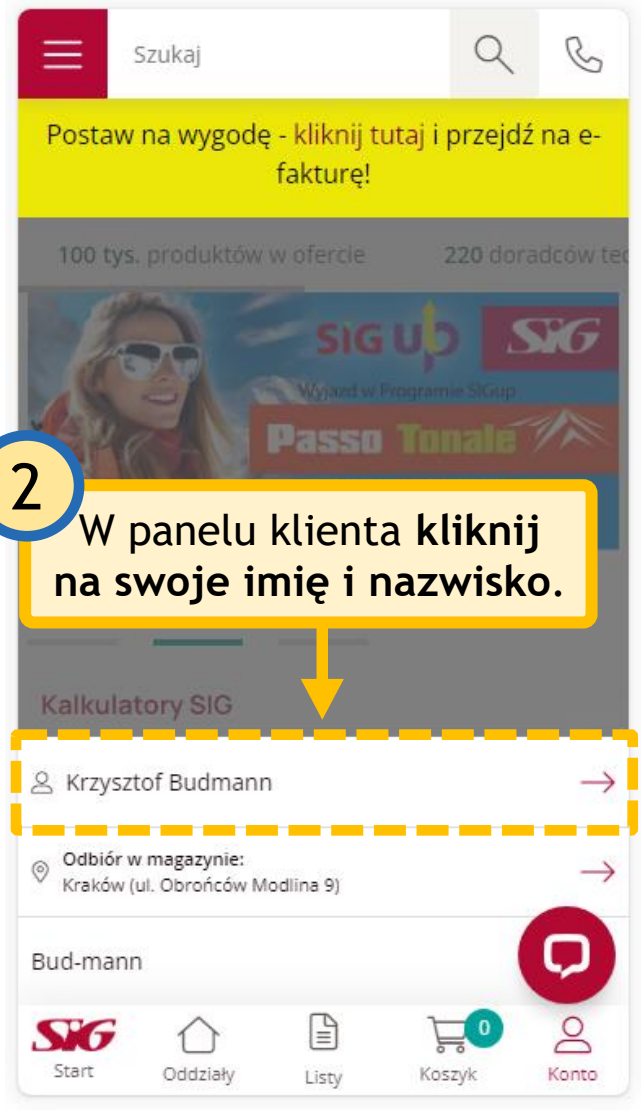 Szukaj
Postaw na wygodę - kliknij tutaj i przejdź na e-
fakturę!
100 tys. produktów w ofercie 220 doradców tec
SIG UP SIG
Wyjazd w Programie SIGup
Passo Tonale
2
W panelu klienta kliknij
na swoje imię i nazwisko.
Kalkulatory SIG
Krzysztof Budmann
Odbiór w magazynie:
Kraków (ul. Obrońców Modlina 9)
Bud-mann
0
SIG
Start Oddziały Listy Koszyk Konto